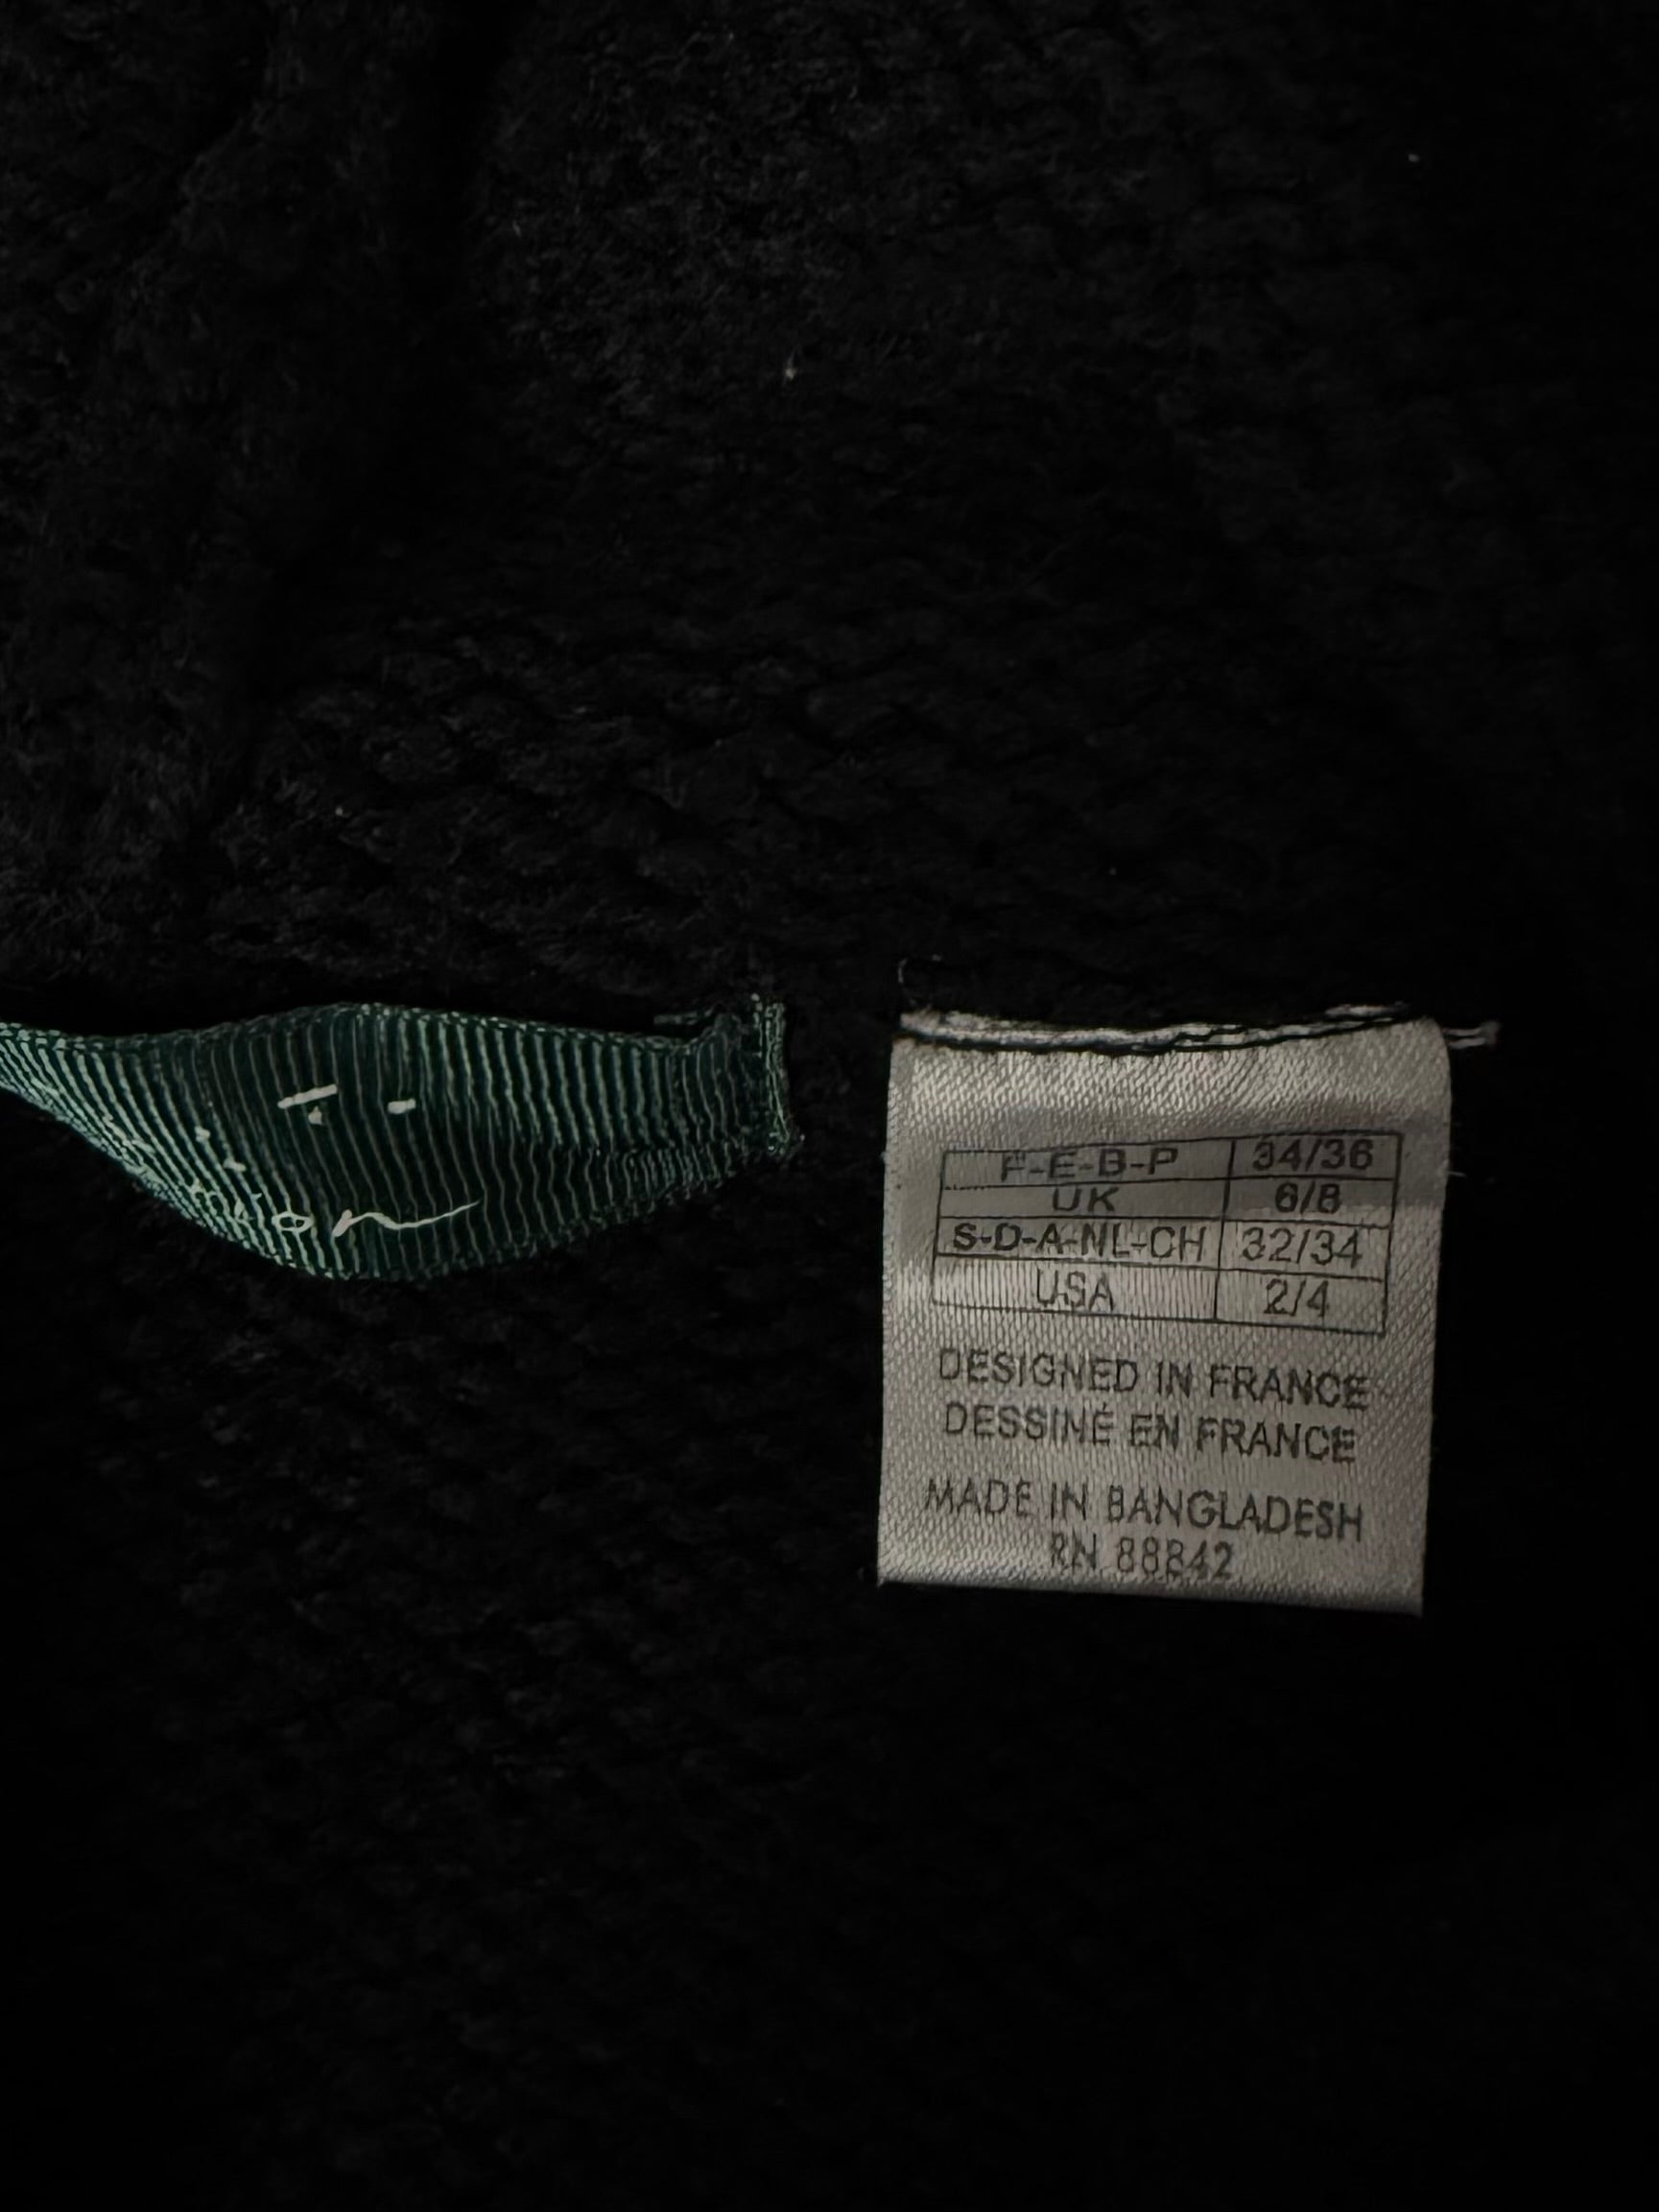 F-E-B-P 34/36
UK 6/8
S-D-A-NL-CH 32/34
USA 2/4
DESIGNED IN FRANCE
DESSINÉ EN FRANCE
MADE IN BANGLADESH
RN 88842